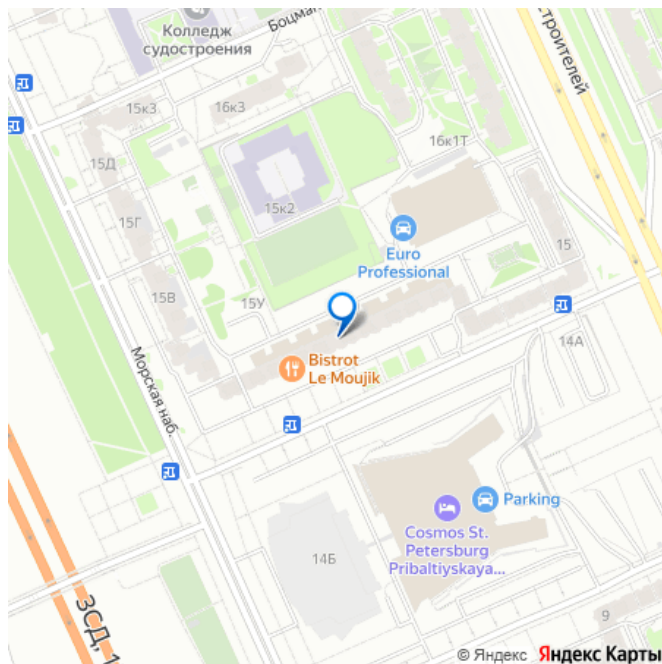 Колледж
судостроения
Боцма
строителей
15к3
16к3
16к1Т
15Д
15к2
15Г
Euro
Professional
15
15В
15У
14А
Bistrot
Le Moujik
Морская наб.
Parking
Cosmos St.
Petersburg
Pribaltiyskaya...
14Б
ЗСД, 1
9
© Яндекс Яндекс Карты